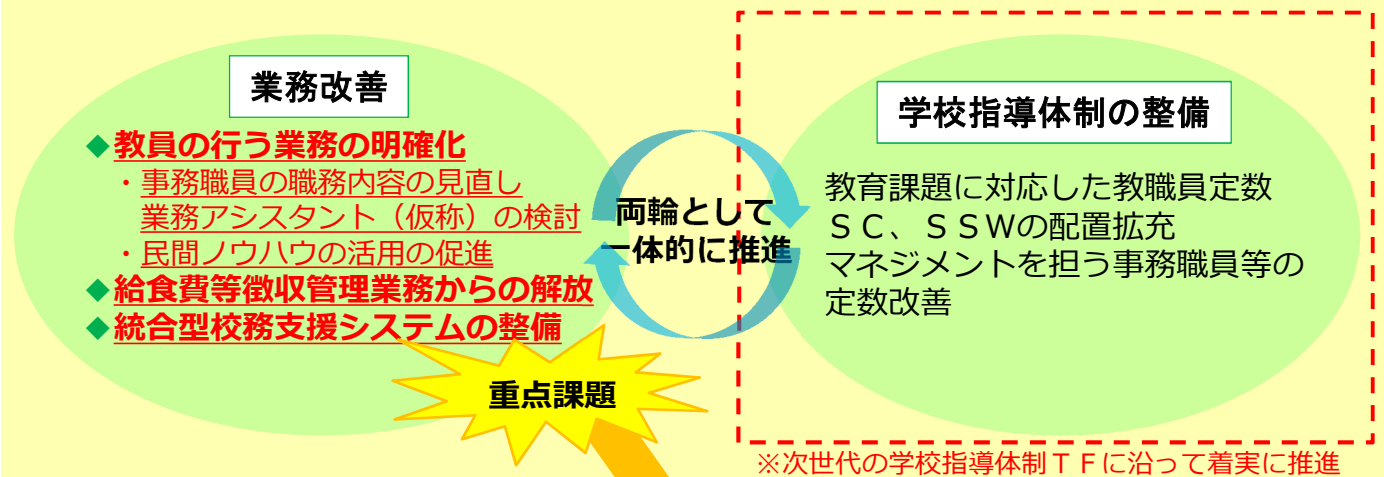 業務改善
◆教員の行う業務の明確化
・事務職員の職務内容の見直し
業務アシスタント（仮称）の検討
・民間ノウハウの活用の促進
◆給食費等徴収管理業務からの解放
◆統合型校務支援システムの整備
重点課題
両輪として
一体的に推進
学校指導体制の整備
教育課題に対応した教職員定数
ＳＣ、ＳＳＷの配置拡充
マネジメントを担う事務職員等の
定数改善
※次世代の学校指導体制ＴＦに沿って着実に推進